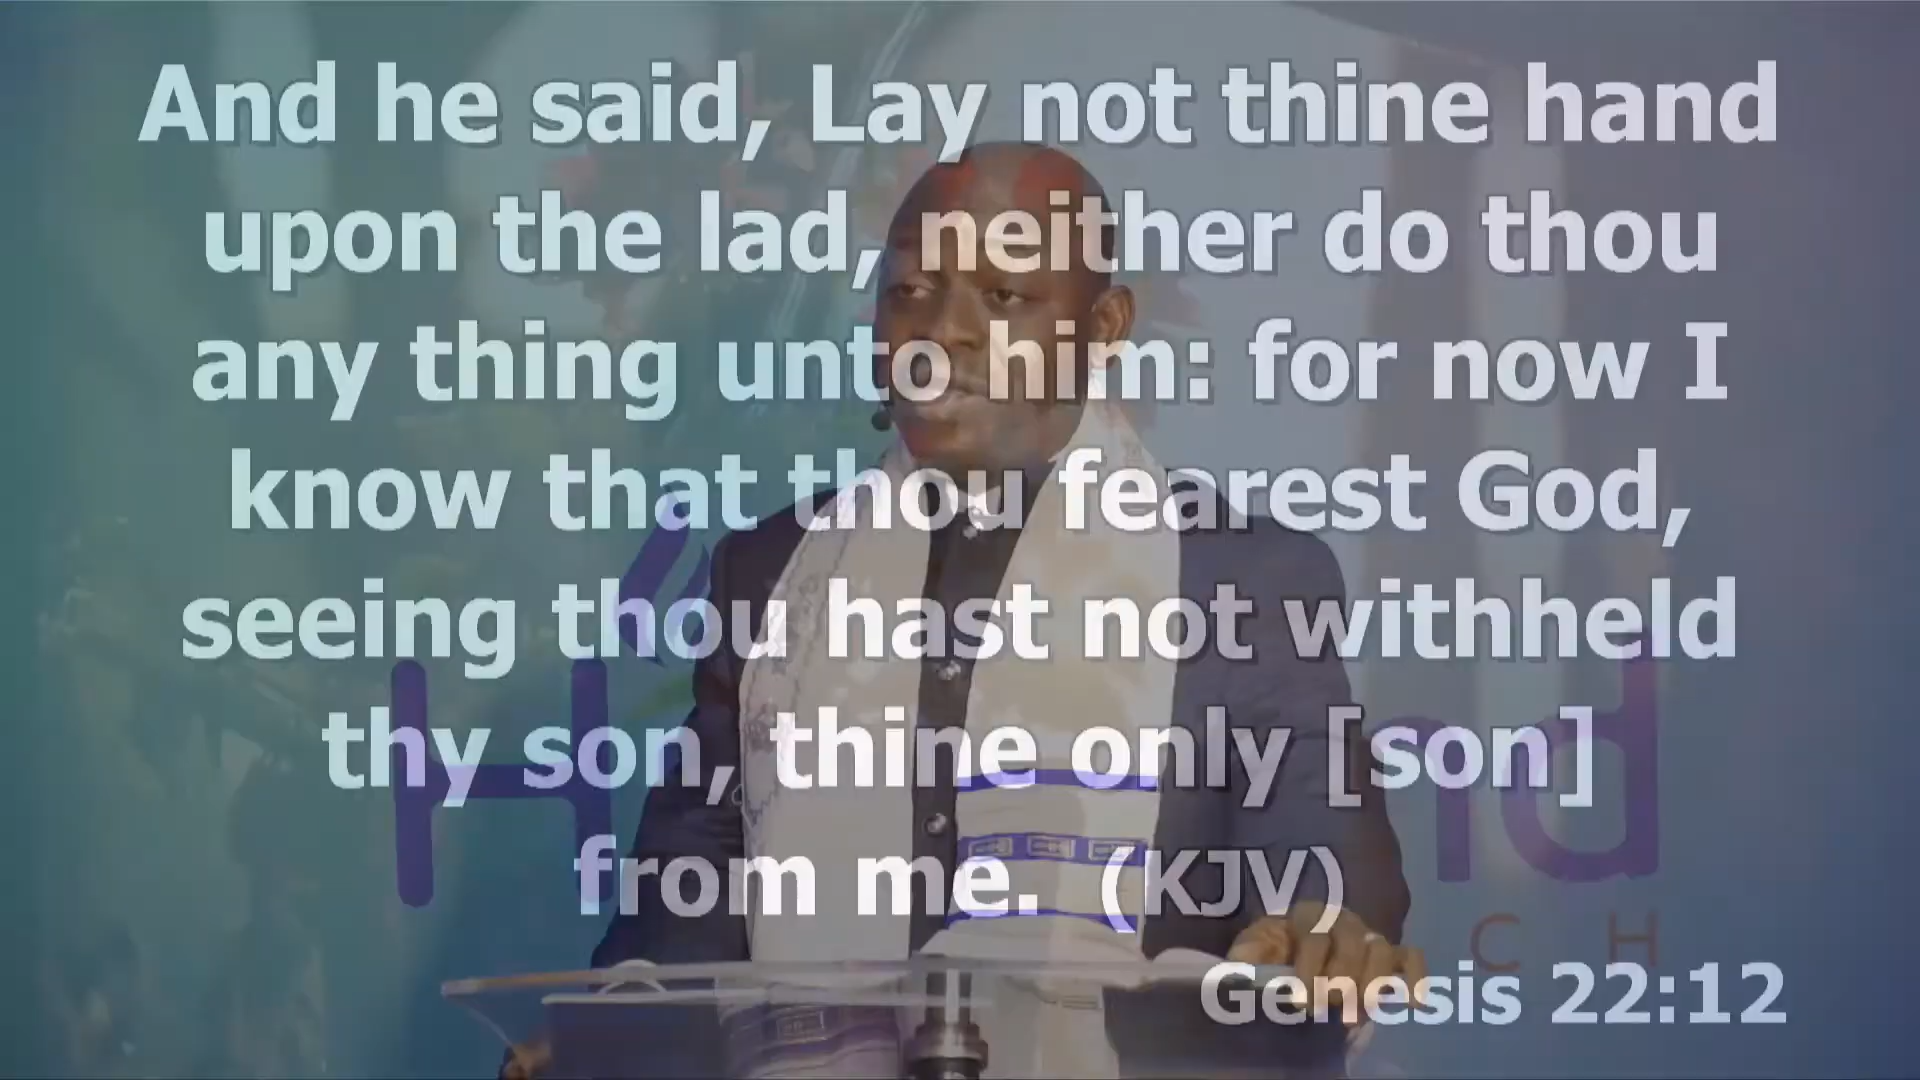 And he said, Lay not thine hand
upon the lad, neither do thou
any thing unto him: for now I
know that thou fearest God,
seeing thou hast not withheld
thy son, thine only [son]
from me. (KJV)
Genesis 22:12